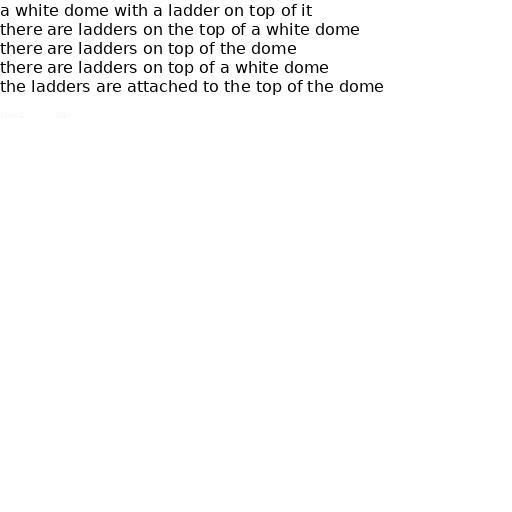 a white dome with a ladder on top of it
there are ladders on the top of a white dome
there are ladders on top of the dome
there are ladders on top of a white dome
the ladders are attached to the top of the dome